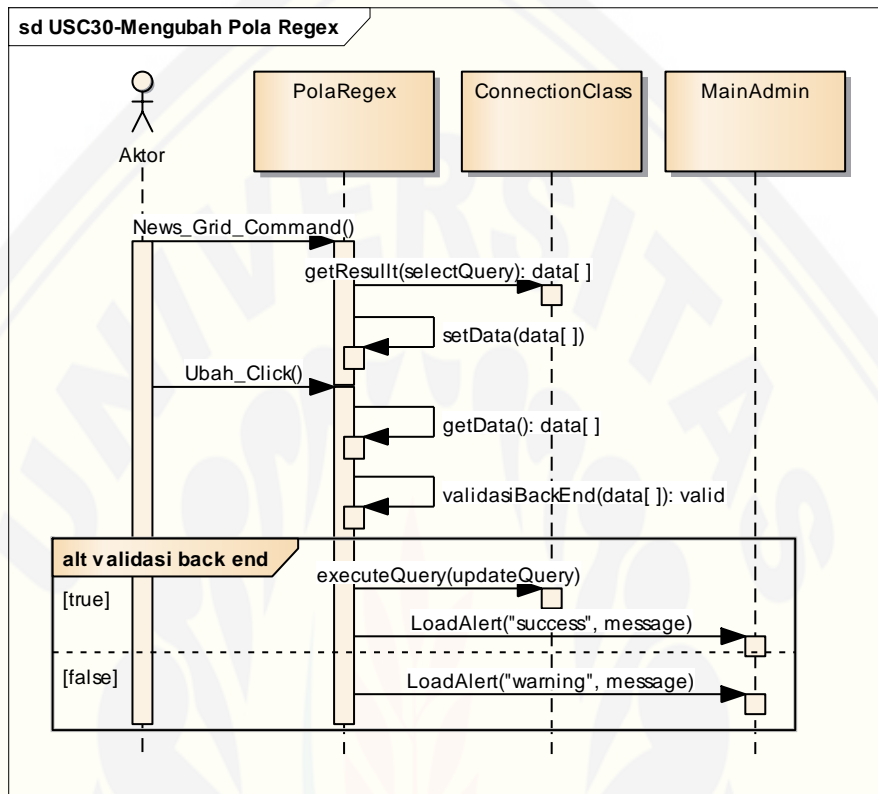 sd USC30-Mengubah Pola Regex
Aktor
PolaRegex
ConnectionClass
MainAdmin
News_Grid_Command()
getResullt(selectQuery): data[ ]
setData(data[ ])
Ubah_Click()
getData(): data[ ]
validasiBackEnd(data[ ]): valid
alt validasi back end
executeQuery(updateQuery)
[true]
LoadAlert("success", message)
[false]
LoadAlert("warning", message)
UNIVERSITAS